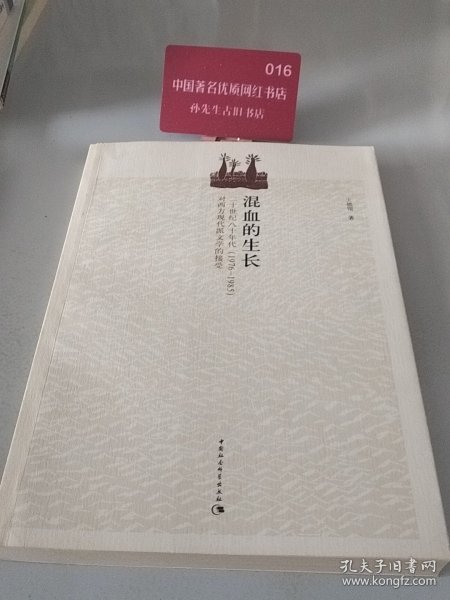 016
中国著名优质网红书店
孙先生古旧书店
混血的生长
二十世纪八十年代（1976-1985）
对西方现代派文学的接受
著
中国社会科学出版社
孔夫子旧书网
www.kongfz.com